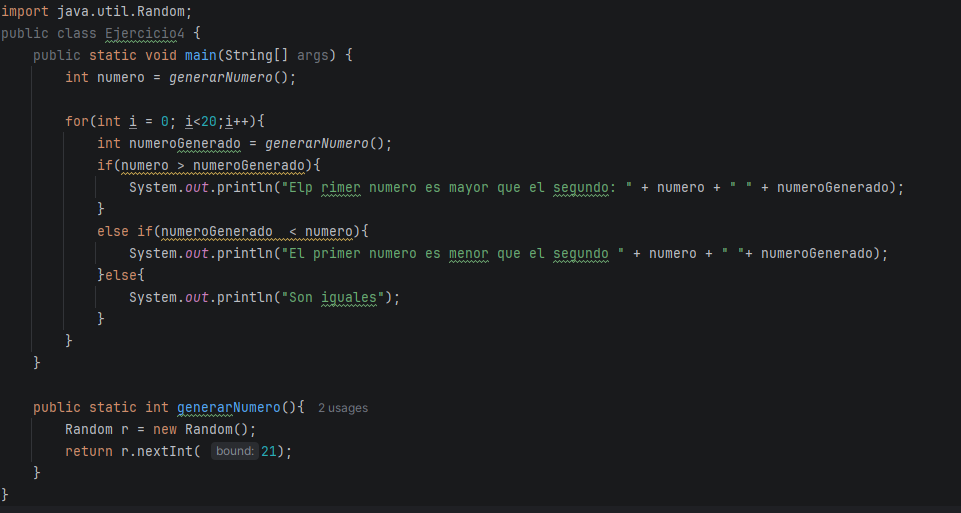 import java.util.Random;
public class Ejercicio4 {
    public static void main(String[] args) {
        int numero = generarNumero();

        for(int i = 0; i<20;i++){
            int numeroGenerado = generarNumero();
            if(numero > numeroGenerado){
                System.out.println("Elp rimer numero es mayor que el segundo: " + numero + " " + numeroGenerado);
            }
            else if(numeroGenerado  < numero){
                System.out.println("El primer numero es menor que el segundo " + numero + " "+ numeroGenerado);
            }else{
                System.out.println("Son iguales");
            }
        }
    }

    public static int generarNumero(){ 2 usages
        Random r = new Random();
        return r.nextInt( bound: 21);
    }
}